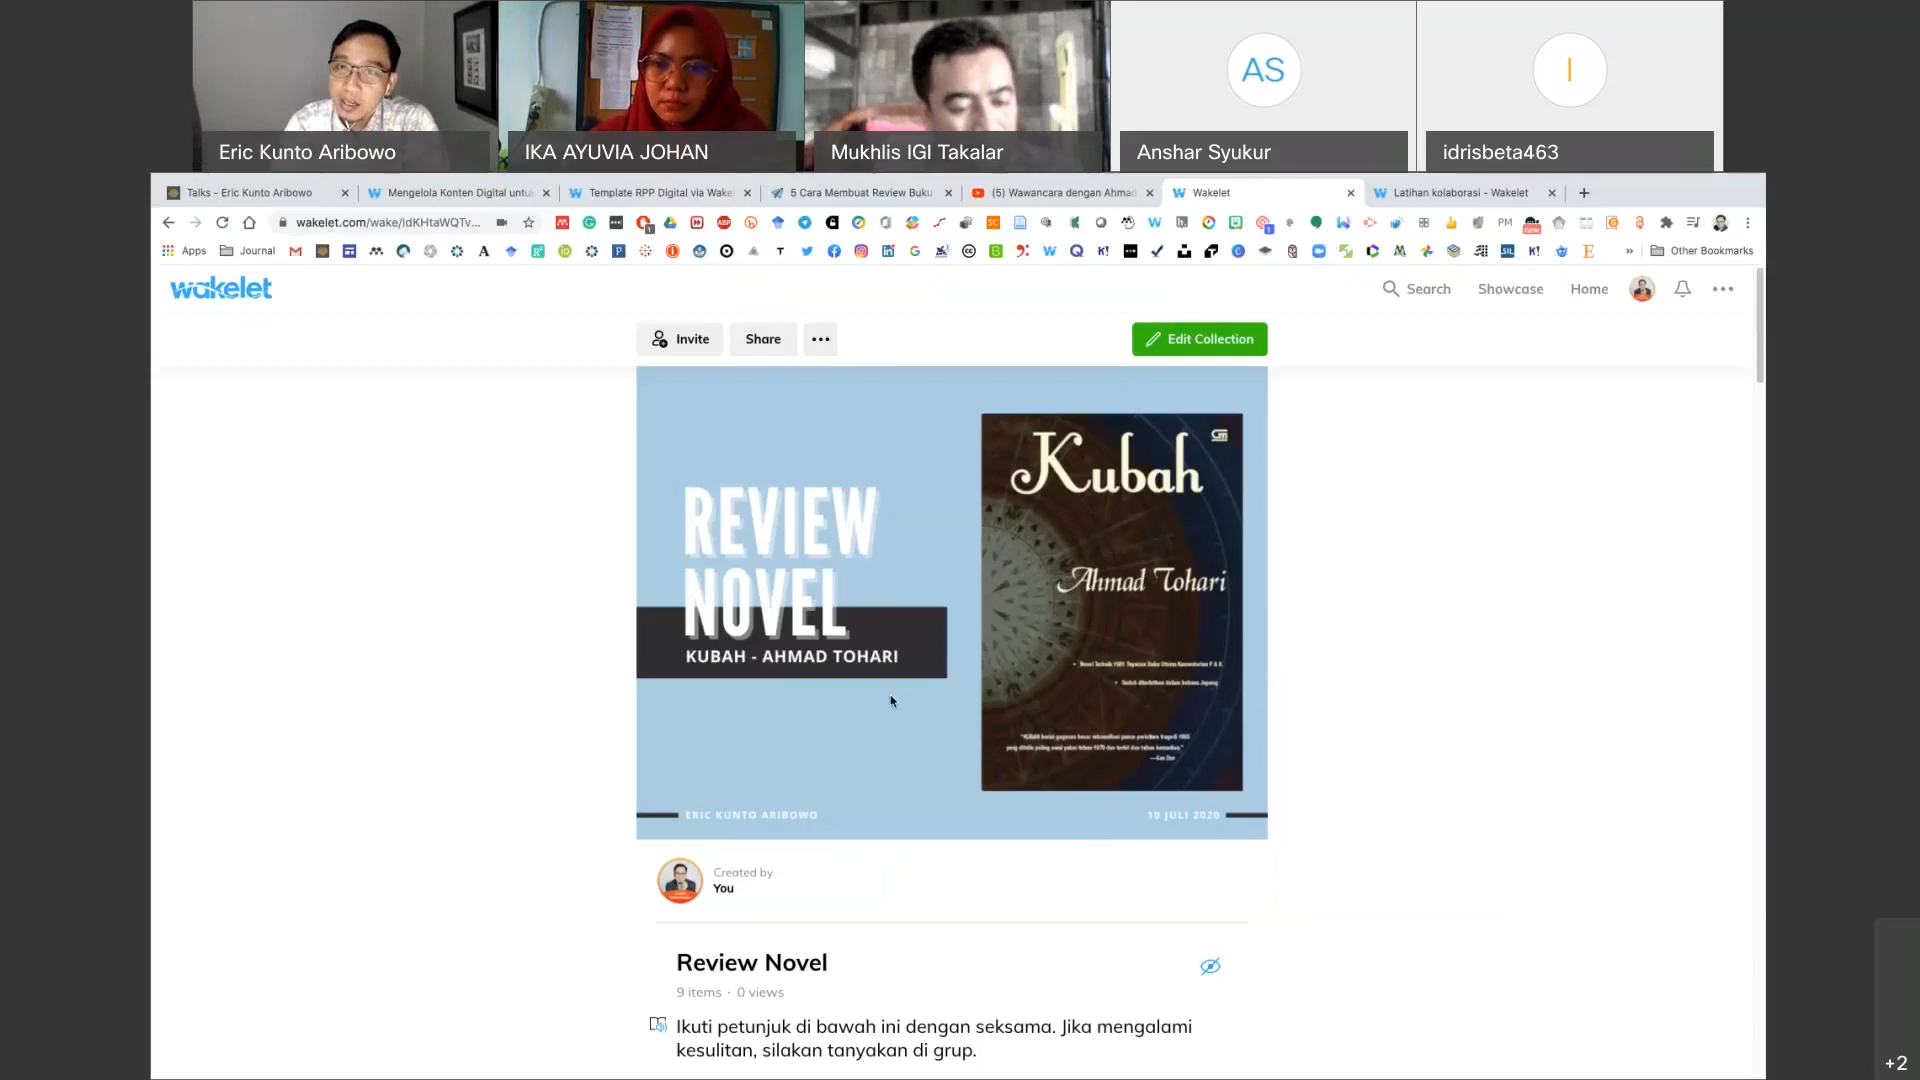 AS
I
Eric Kunto Aribowo
IKA AYUVIA JOHAN
Mukhlis IGI Takalar
Anshar Syukur
idrisbeta463
Talks - Eric Kunto Aribowo
Mengelola Konten Digital untu
Template RPP Digital via Wake
5 Cara Membuat Review Buku
(5) Wawancara dengan Ahmad
Wakelet
Latihan kolaborasi - Wakelet
wakelet.com/wake/IdKHtaWQTv...
Apps
Journal
Other Bookmarks
wakelet
Search
Showcase
Home
Invite
Share
Edit Collection
REVIEW
NOVEL
KUBAH - AHMAD TOHARI
Kubah
Ahmad Tohari
ERIC KUNTO ARIBOWO
10 JULI 2020
Created by
You
Review Novel
9 items · 0 views
Ikuti petunjuk di bawah ini dengan seksama. Jika mengalami
kesulitan, silakan tanyakan di grup.
+2